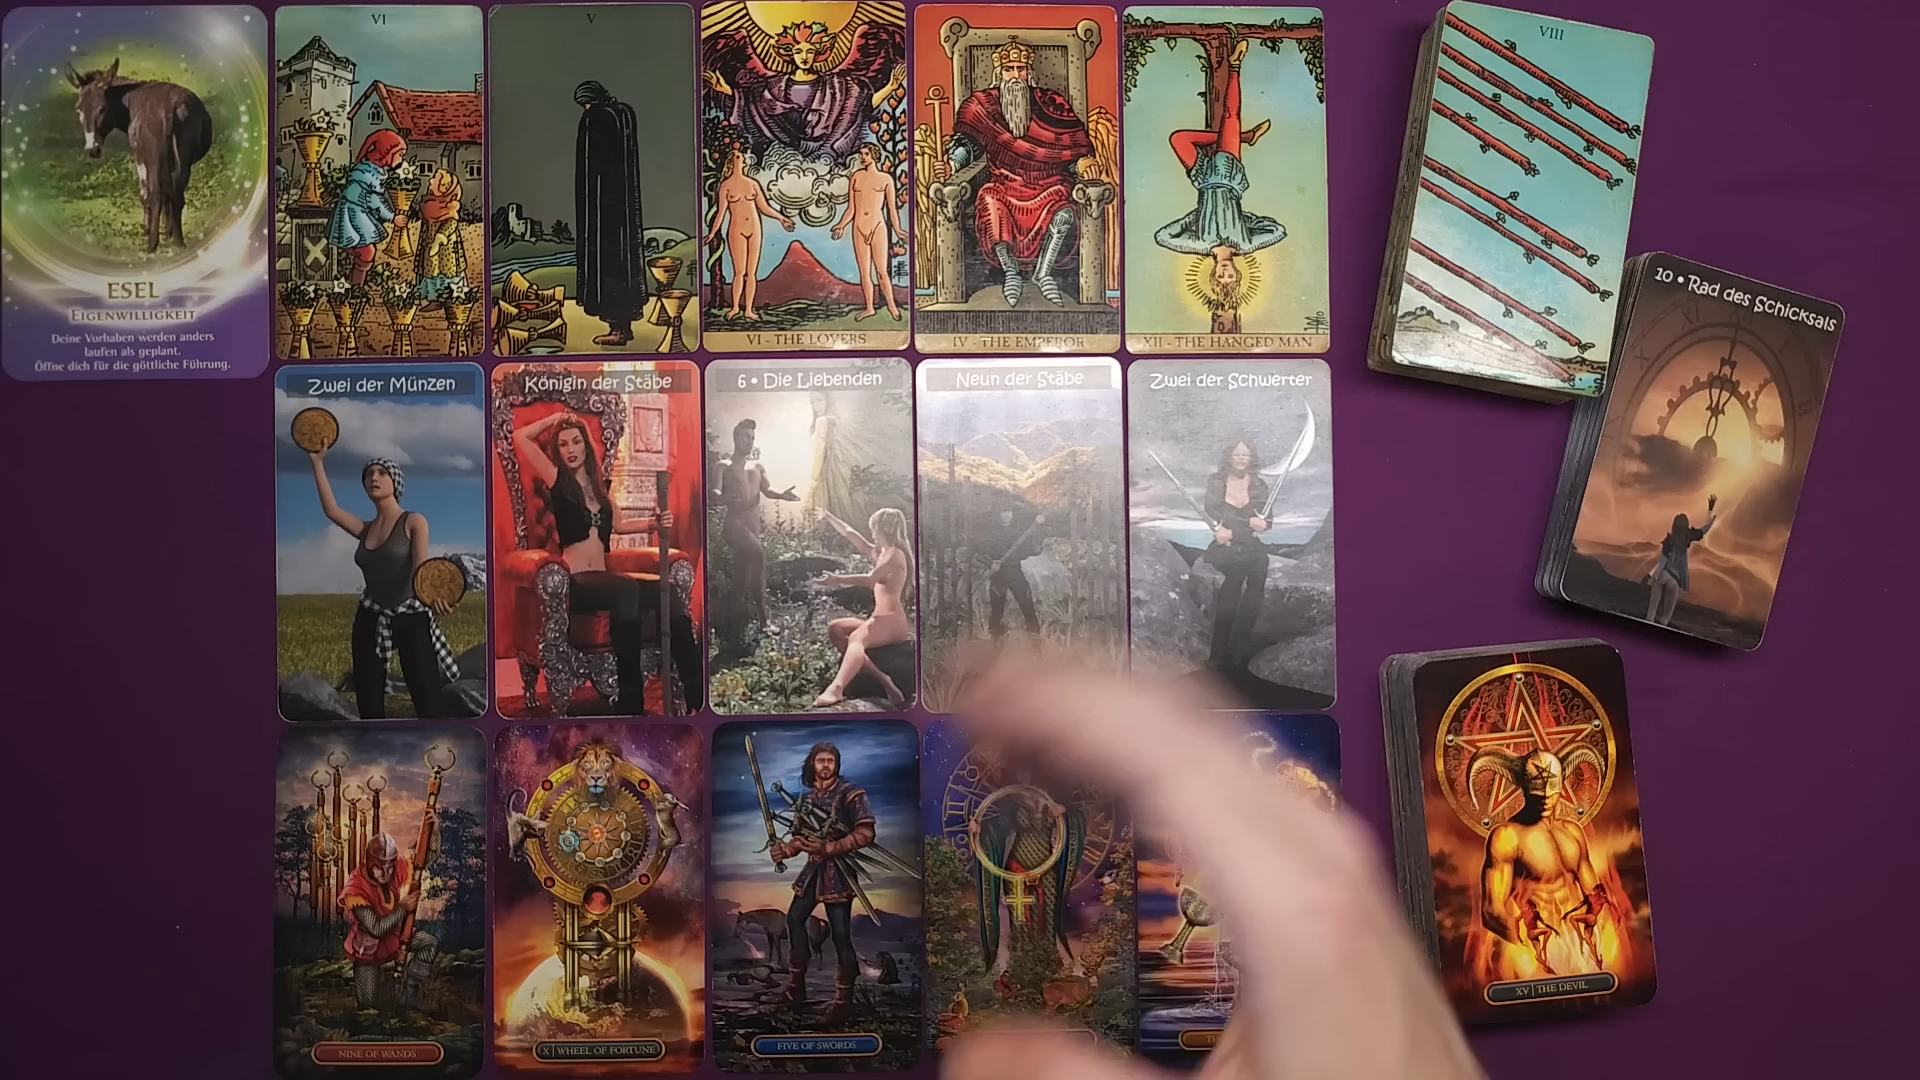 ESEL
EIGENWILLIGKEIT
Deine Vorhaben werden anders
laufen als geplant.
Öffne dich für die göttliche Führung.
VI
V
VI - THE LOVERS
IV - THE EMPEROR
XII - THE HANGED MAN
VIII
10 • Rad des Schicksals
Zwei der Münzen
Königin der Stäbe
6 • Die Liebenden
Neun der Stäbe
Zwei der Schwerter
NINE OF WANDS
X | WHEEL OF FORTUNE
FIVE OF SWORDS
XV | THE DEVIL